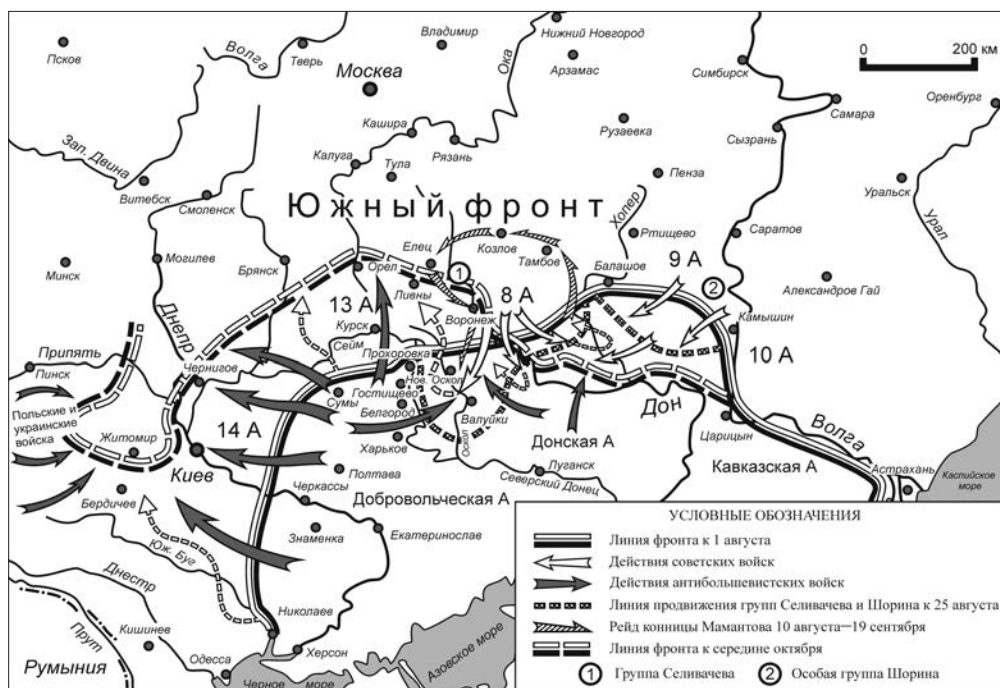 Псков
Волга
Тверь
Владимир
Нижний Новгород
Ока
Арзамас
Симбирск
0 200 км
Москва
Самара
Оренбург
Кашира
Рязань
Рузаевка
Сызрань
Зап. Двина
Калуга
Тула
Пенза
Витебск
Смоленск
Уральск
Урал
Южный фронт
Хопер
Ртищево
Саратов
Минск
Могилев
Брянск
Орел
Елец
Козлов
Тамбов
Балашов
9 А
1
2
Ливны
13 А
8 А
Александров Гай
Днепр
Курск
Воронеж
Камышин
Сейм
10 А
Припять
Пинск
Чернигов
Прохоровка
Нов. Оскол
Гостищево
Сумы
Белгород
Дон
Польские и
украинские
войска
Житомир
14 А
Валуйки
Оскол
Харьков
Донская А
Царицын
Волга
Киев
Полтава
Луганск
Северский Донец
Кавказская А
Астрахань
Каспийское
море
Бердичев
Черкассы
Добровольческая А
Знаменка
Екатеринослав
Юж. Буг
Днестр
Николаев
Кишинев
Прут
Херсон
Одесса
Румыния
Черное море
Азовское море
УСЛОВНЫЕ ОБОЗНАЧЕНИЯ
Линия фронта к 1 августа
Действия советских войск
Действия антибольшевистских войск
Линия продвижения групп Селивачева и Шорина к 25 августа
Рейд конницы Мамантова 10 августа—19 сентября
Линия фронта к середине октября
1 Группа Селивачева 2 Особая группа Шорина